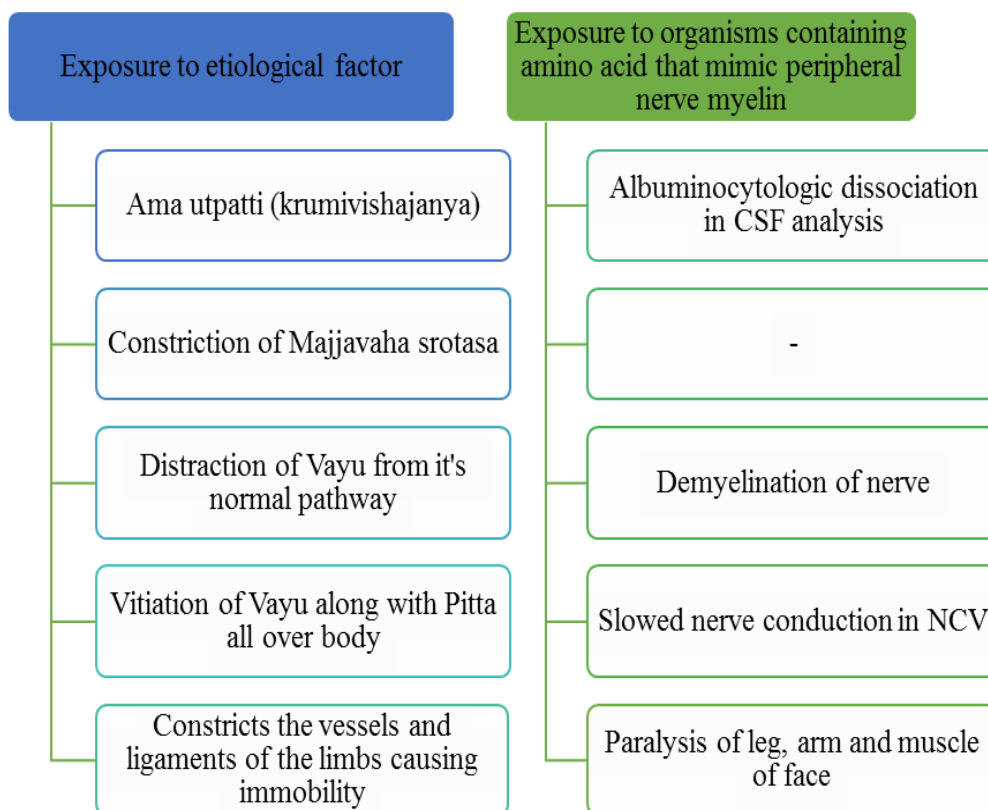 Exposure to etiological factor
Ama utpatti (krumivishajanya)
Constriction of Majjavaha srotasa
Distraction of Vayu from it's
normal pathway
Vitiation of Vayu along with Pitta
all over body
Constricts the vessels and
ligaments of the limbs causing
immobility
Exposure to organisms containing
amino acid that mimic peripheral
nerve myelin
Albuminocytologic dissociation
in CSF analysis
-
Demyelination of nerve
Slowed nerve conduction in NCV
Paralysis of leg, arm and muscle
of face